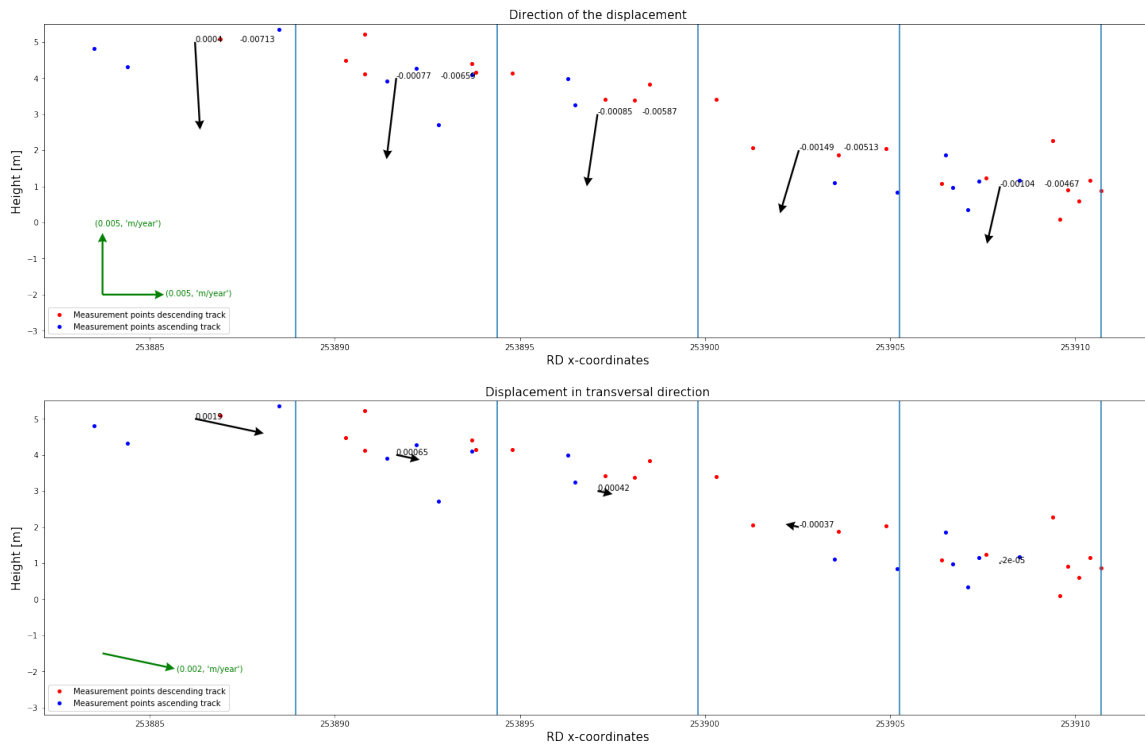 Direction of the displacement
Height [m]
5
4
3
2
1
0
−1
−2
−3
0.0004 -0.00713
-0.00077 -0.00659
-0.00085 -0.00587
-0.00149 -0.00513
-0.00104 -0.00467
(0.005, 'm/year')
(0.005, 'm/year')
Measurement points descending track
Measurement points ascending track
253885 253890 253895 253900 253905 253910
RD x-coordinates
Displacement in transversal direction
Height [m]
5
4
3
2
1
0
−1
−2
−3
0.0019
0.00065
0.00042
-0.00037
-2e-05
(0.002, 'm/year')
Measurement points descending track
Measurement points ascending track
253885 253890 253895 253900 253905 253910
RD x-coordinates